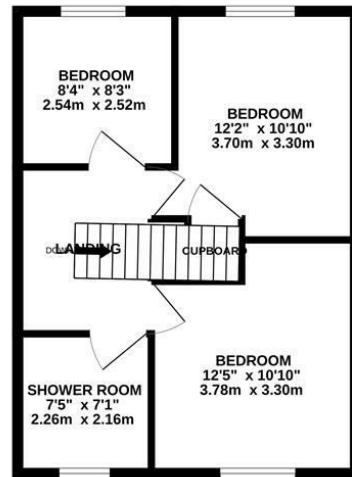 BEDROOM
8'4" x 8'3"
2.54m x 2.52m
BEDROOM
12'2" x 10'10"
3.70m x 3.30m
LANDING
CUPBOARD
BEDROOM
12'5" x 10'10"
3.78m x 3.30m
SHOWER ROOM
7'5" x 7'1"
2.26m x 2.16m